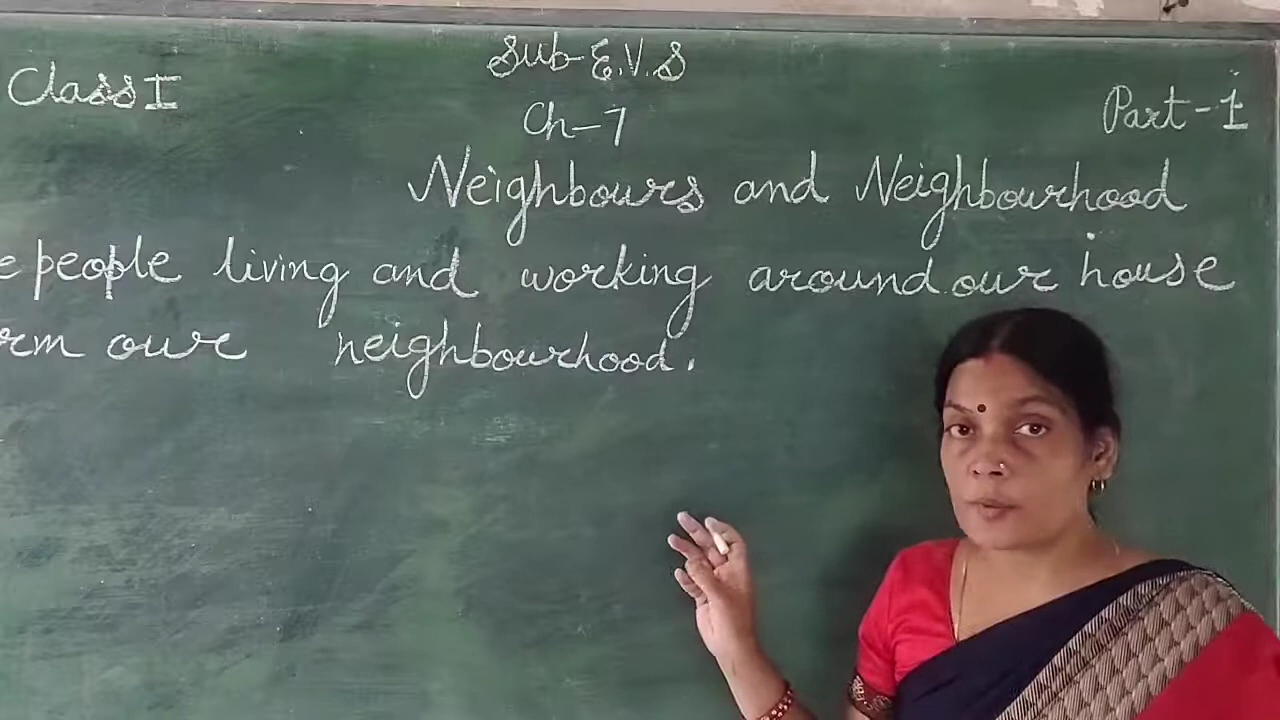 Sub-E.V.S
Class I
Ch-7
Part-1
Neighbours and Neighbourhood
e people living and working around our house
rm our neighbourhood.